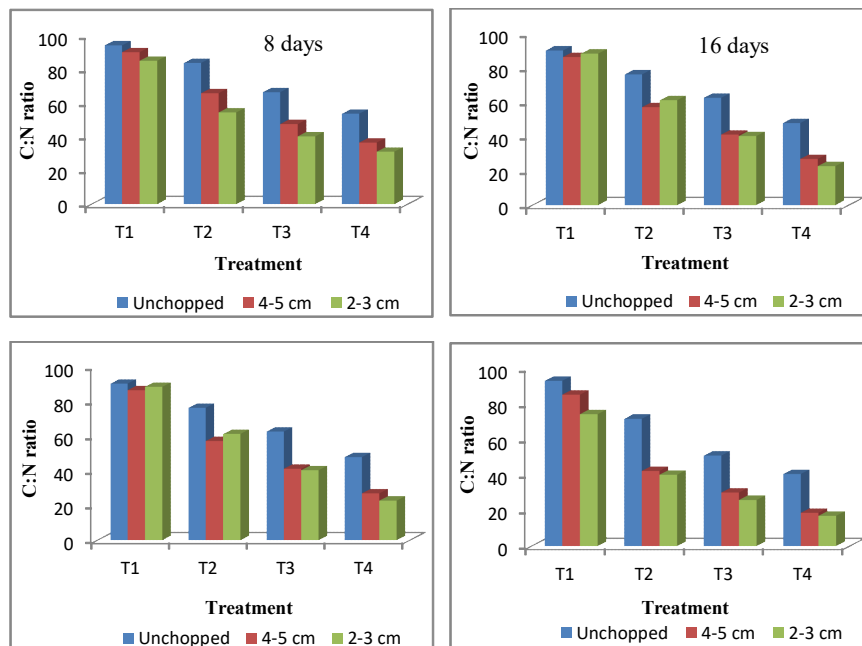 8 days
C:N ratio
100
80
60
40
20
0
T1 T2 T3 T4
Treatment
Unchopped 4-5 cm 2-3 cm
16 days
C:N ratio
100
80
60
40
20
0
T1 T2 T3 T4
Treatment
Unchopped 4-5 cm 2-3 cm
C:N ratio
100
80
60
40
20
0
T1 T2 T3 T4
Treatment
Unchopped 4-5 cm 2-3 cm
C:N ratio
100
80
60
40
20
0
T1 T2 T3 T4
Treatment
Unchopped 4-5 cm 2-3 cm